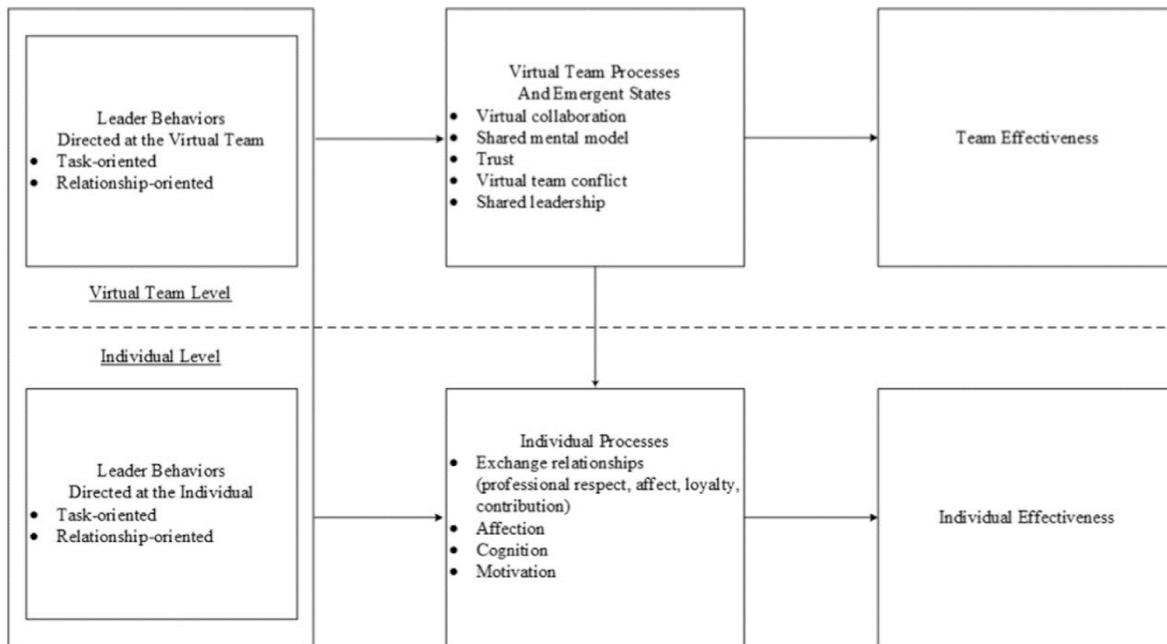 Leader Behaviors
Directed at the Virtual Team
• Task-oriented
• Relationship-oriented
Virtual Team Processes
And Emergent States
• Virtual collaboration
• Shared mental model
• Trust
• Virtual team conflict
• Shared leadership
Team Effectiveness
Virtual Team Level
Individual Level
Leader Behaviors
Directed at the Individual
• Task-oriented
• Relationship-oriented
Individual Processes
• Exchange relationships
(professional respect, affect, loyalty,
contribution)
• Affection
• Cognition
• Motivation
Individual Effectiveness